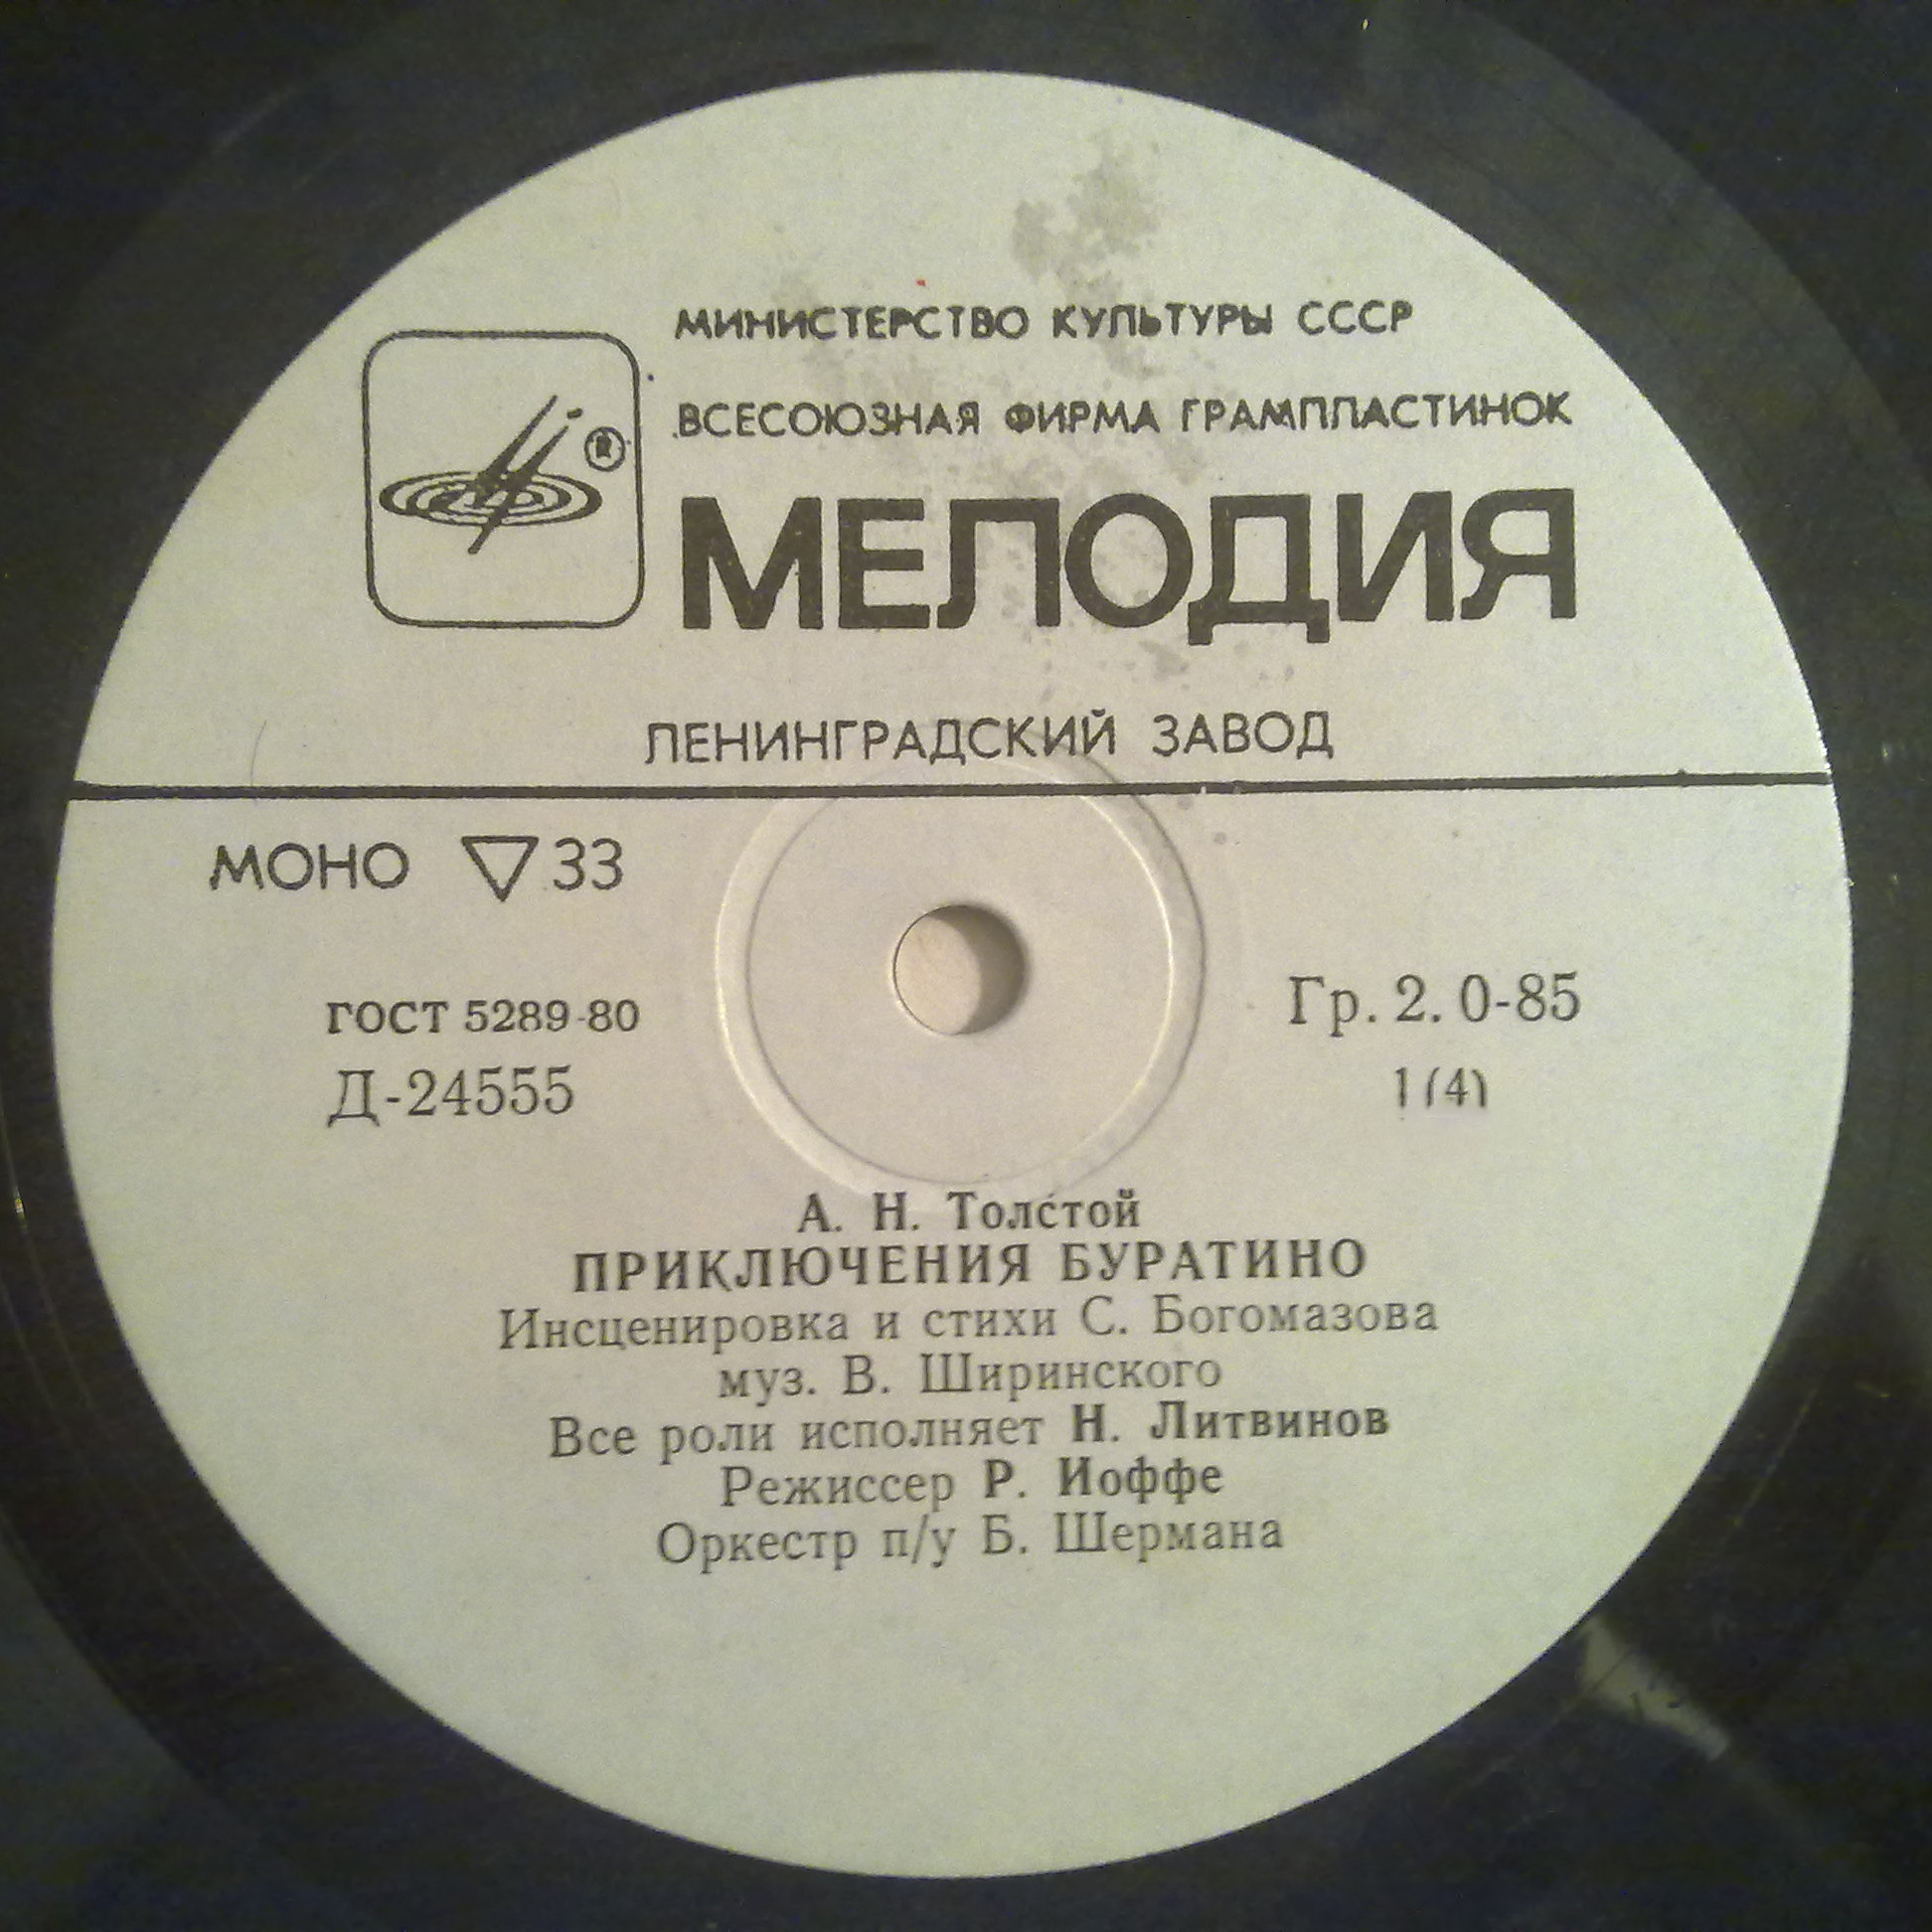 МИНИСТЕРСТВО КУЛЬТУРЫ СССР
ВСЕСОЮЗНАЯ ФИРМА ГРАМПЛАСТИНОК
®
МЕЛОДИЯ
ЛЕНИНГРАДСКИЙ ЗАВОД
МОНО ▽ 33
ГОСТ 5289-80
Д-24555
Гр. 2. 0-85
1 (4)
А. Н. Толстой
ПРИКЛЮЧЕНИЯ БУРАТИНО
Инсценировка и стихи С. Богомазова
муз. В. Ширинского
Все роли исполняет Н. Литвинов
Режиссер Р. Иоффе
Оркестр п/у Б. Шермана